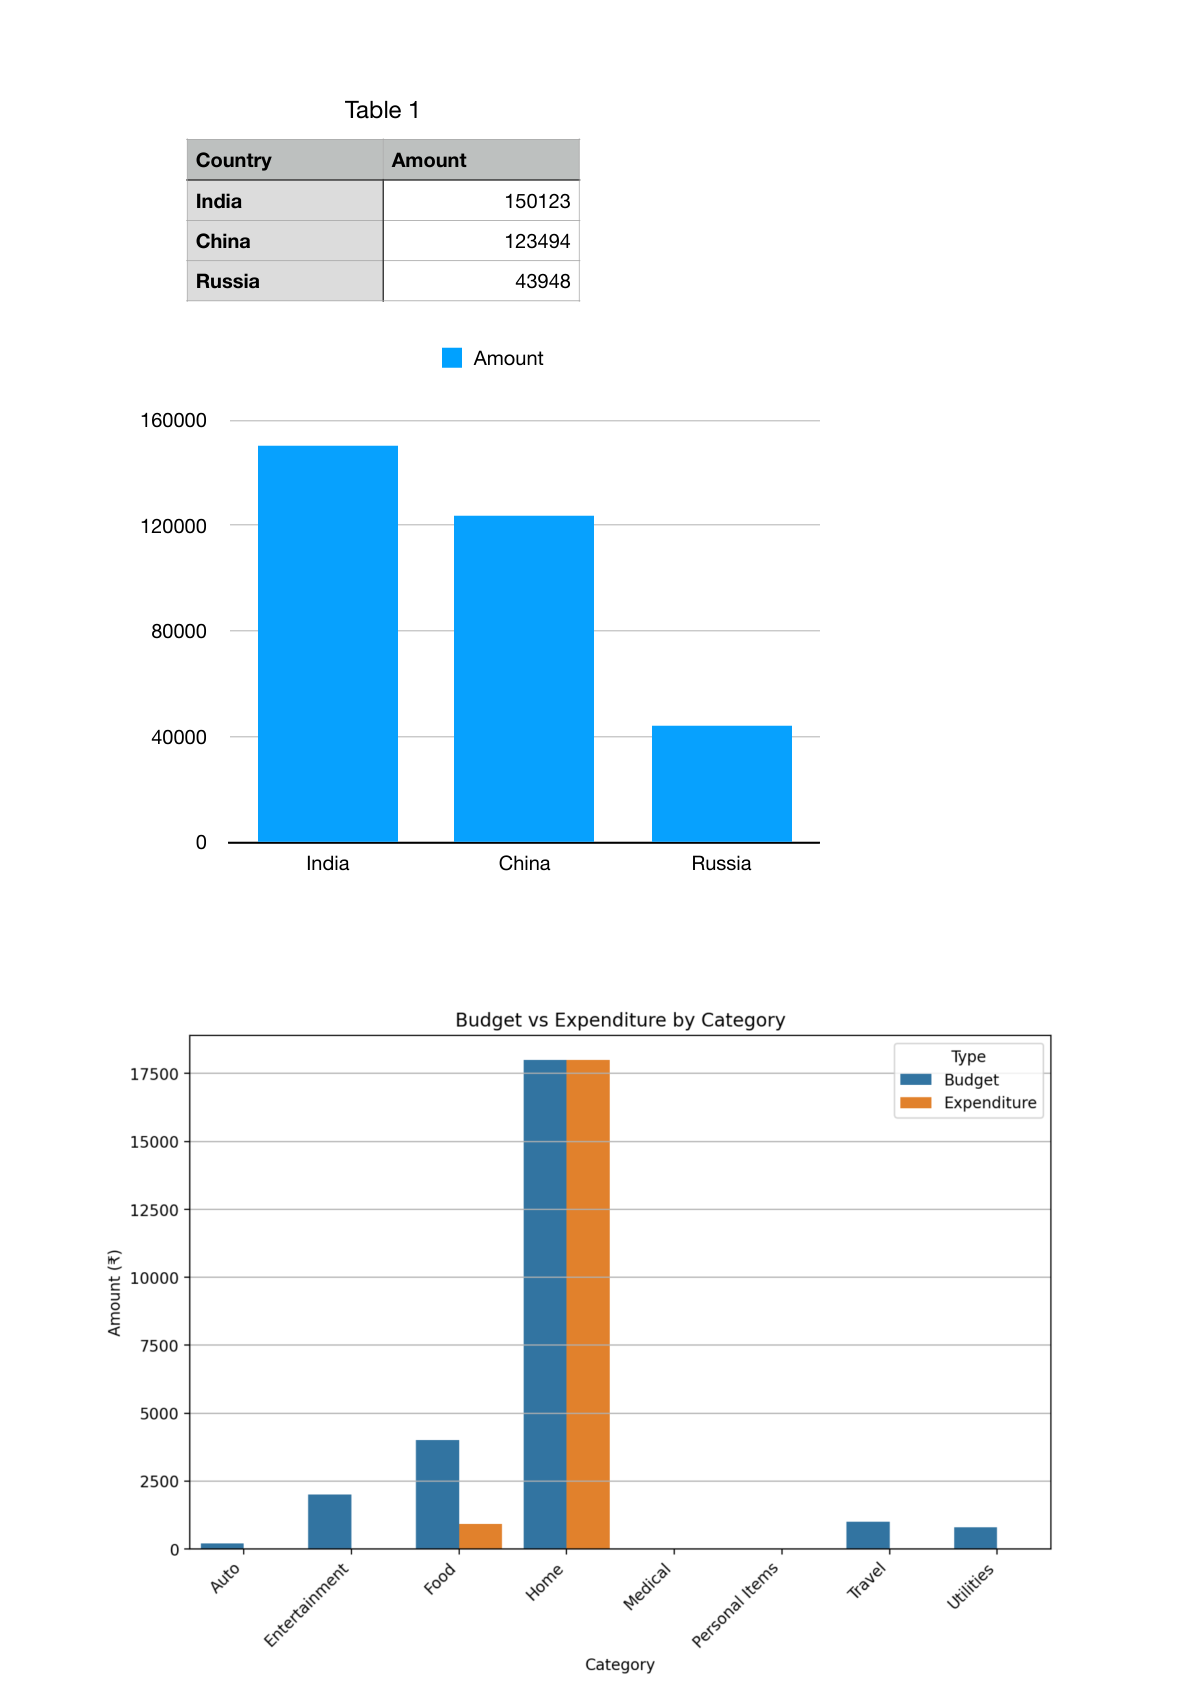 Table 1
Country Amount
India 150123
China 123494
Russia 43948
Amount
160000
120000
80000
40000
0
India China Russia
Budget vs Expenditure by Category
Type
Budget
Expenditure
17500
15000
12500
10000
7500
5000
2500
0
Amount (₹)
Auto Entertainment Food Home Medical Personal Items Travel Utilities
Category